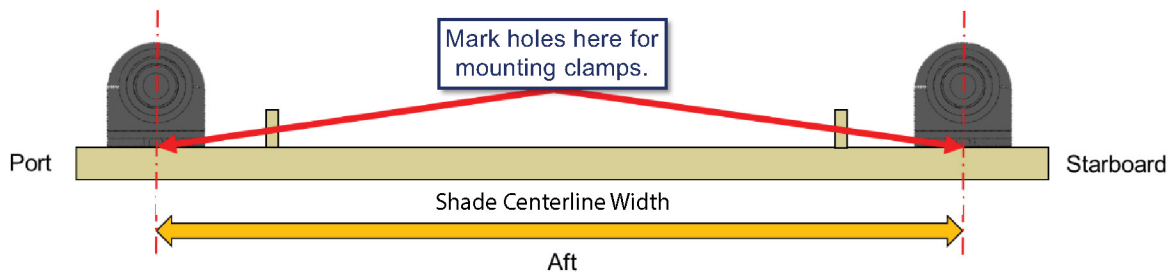 Mark holes here for
mounting clamps.
Port
Starboard
Shade Centerline Width
Aft